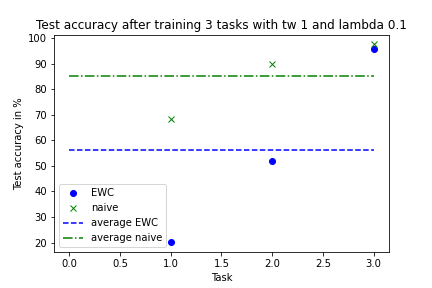 Test accuracy after training 3 tasks with tw 1 and lambda 0.1
100
90
80
70
60
50
40
30
20
Test accuracy in %
EWC
naive
average EWC
average naive
0.0 0.5 1.0 1.5 2.0 2.5 3.0
Task